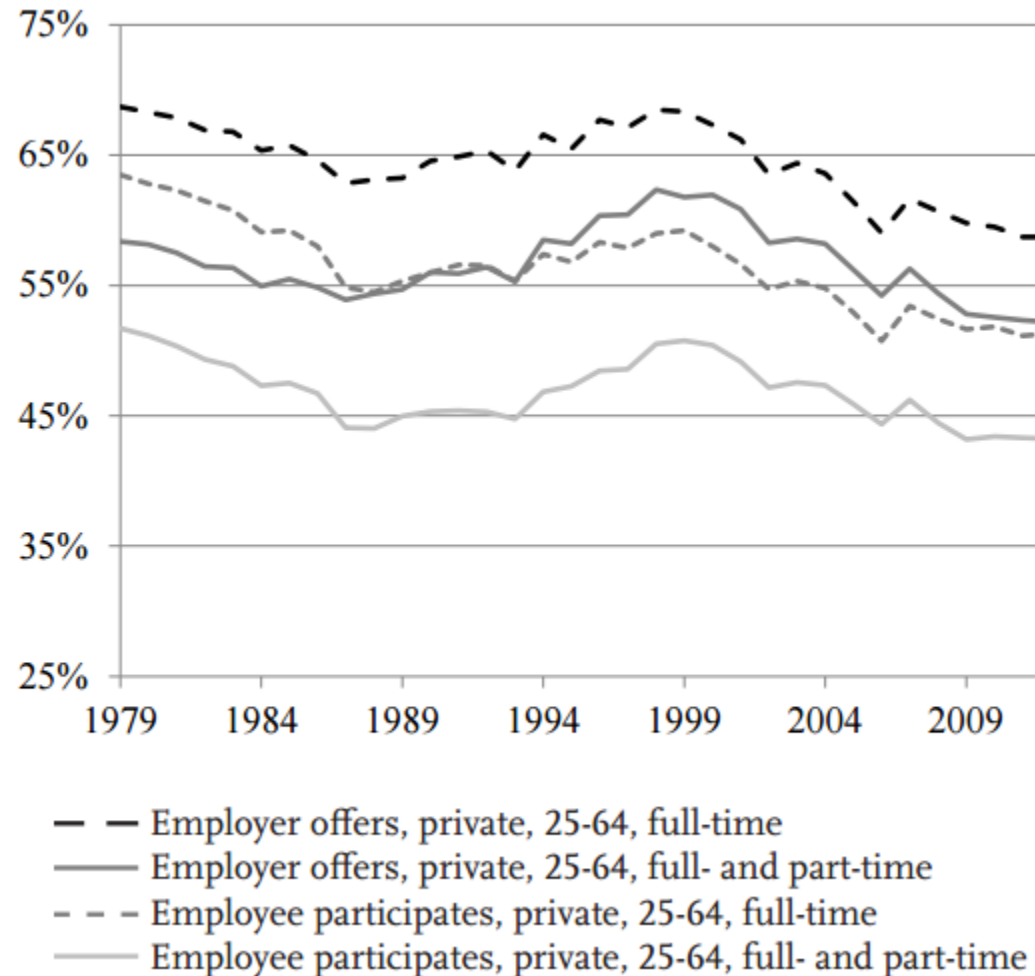 75%
65%
55%
45%
35%
25%
1979 1984 1989 1994 1999 2004 2009
Employer offers, private, 25-64, full-time
Employer offers, private, 25-64, full- and part-time
Employee participates, private, 25-64, full-time
Employee participates, private, 25-64, full- and part-time